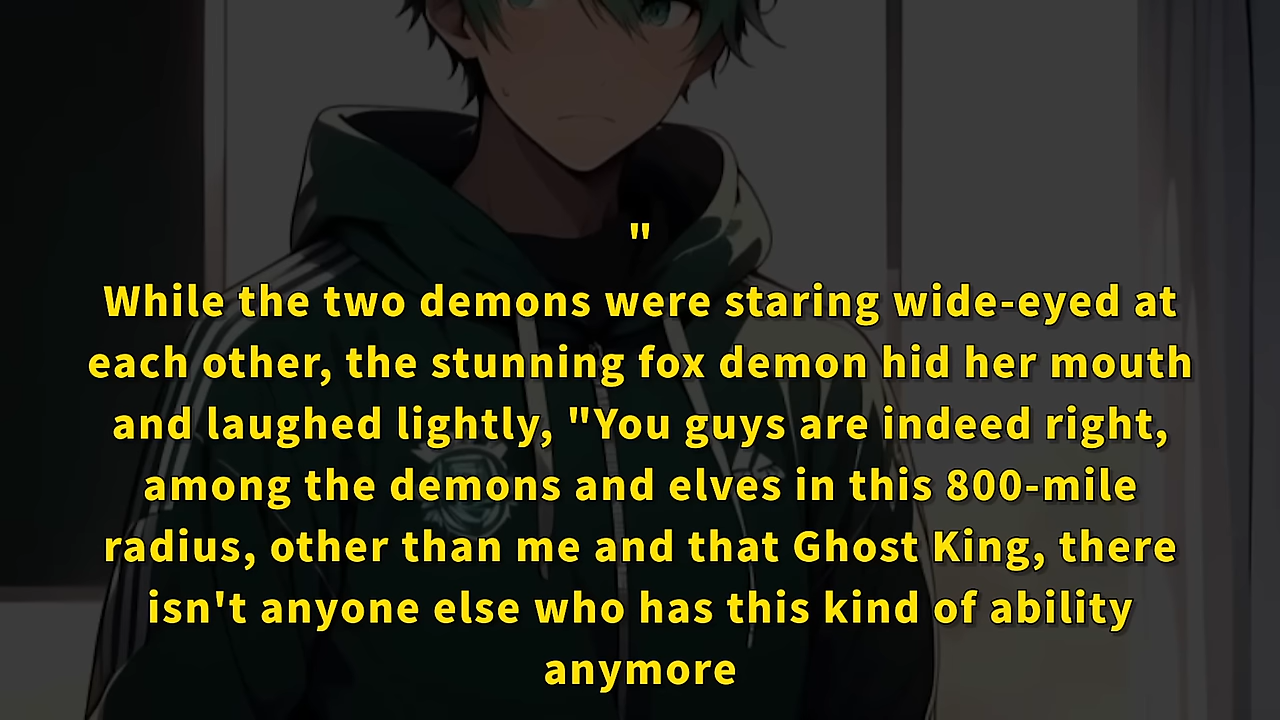 "
While the two demons were staring wide-eyed at
each other, the stunning fox demon hid her mouth
and laughed lightly, "You guys are indeed right,
among the demons and elves in this 800-mile
radius, other than me and that Ghost King, there
isn't anyone else who has this kind of ability
anymore